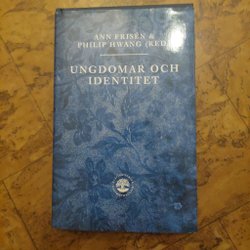 ANN FRISÉN &
PHILIP HWANG (RED)
UNGDOMAR OCH
IDENTITET